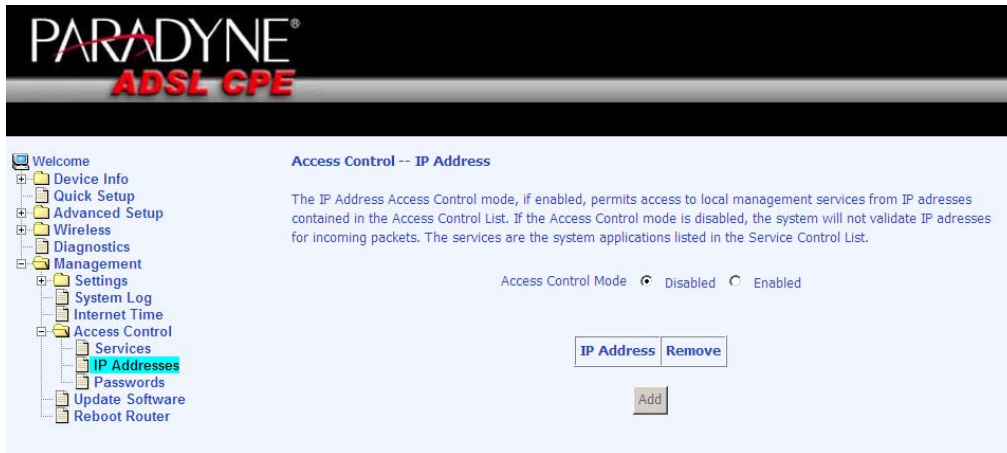 PARADYNE®
ADSL CPE
Welcome
Device Info
Quick Setup
Advanced Setup
Wireless
Diagnostics
Management
Settings
System Log
Internet Time
Access Control
Services
IP Addresses
Passwords
Update Software
Reboot Router
Access Control -- IP Address
The IP Address Access Control mode, if enabled, permits access to local management services from IP adresses
contained in the Access Control List. If the Access Control mode is disabled, the system will not validate IP adresses
for incoming packets. The services are the system applications listed in the Service Control List.
Access Control Mode Disabled Enabled
IP Address Remove
Add